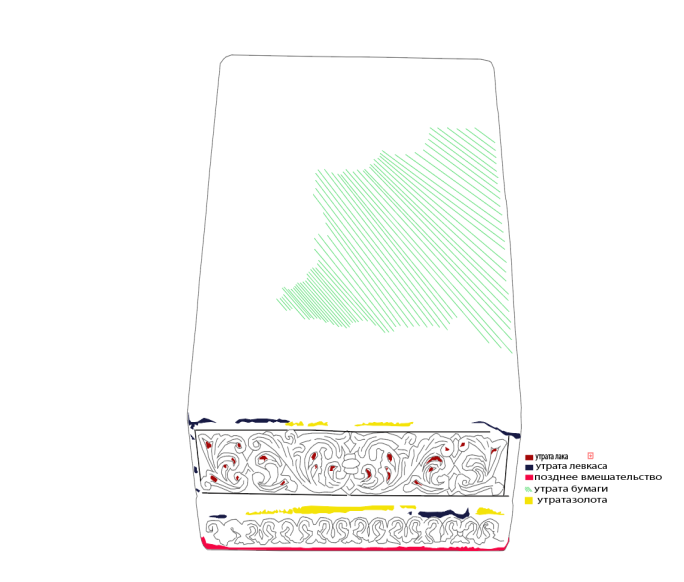 утрата лака
утрата левкаса
позднее вмешательство
утрата бумаги
утратазолота